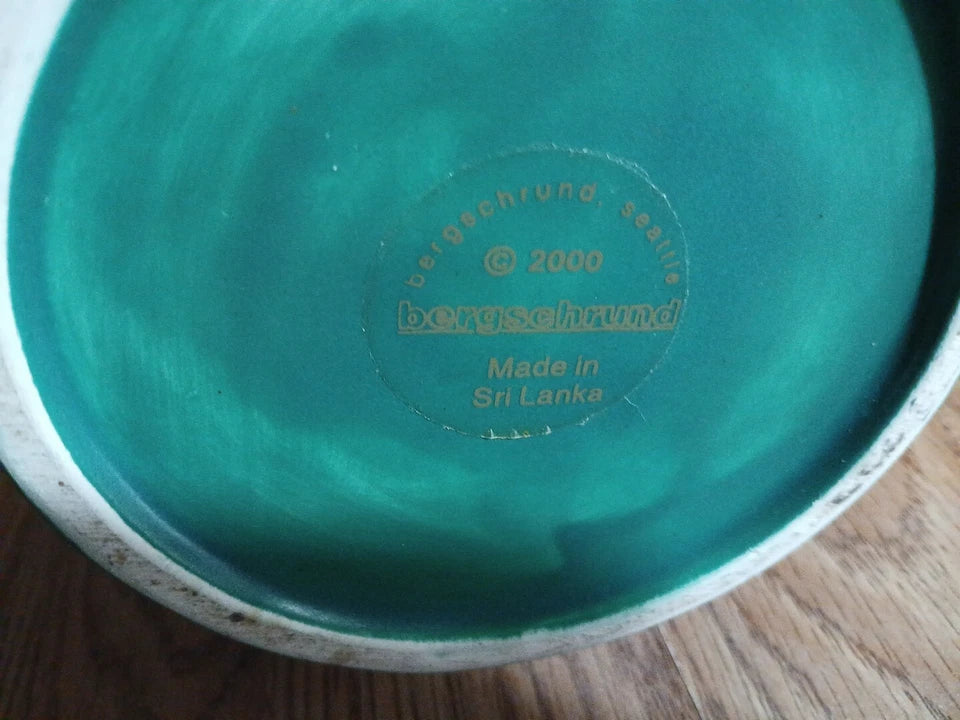 bergschrund, seattle
© 2000
bergschrund
Made in
Sri Lanka